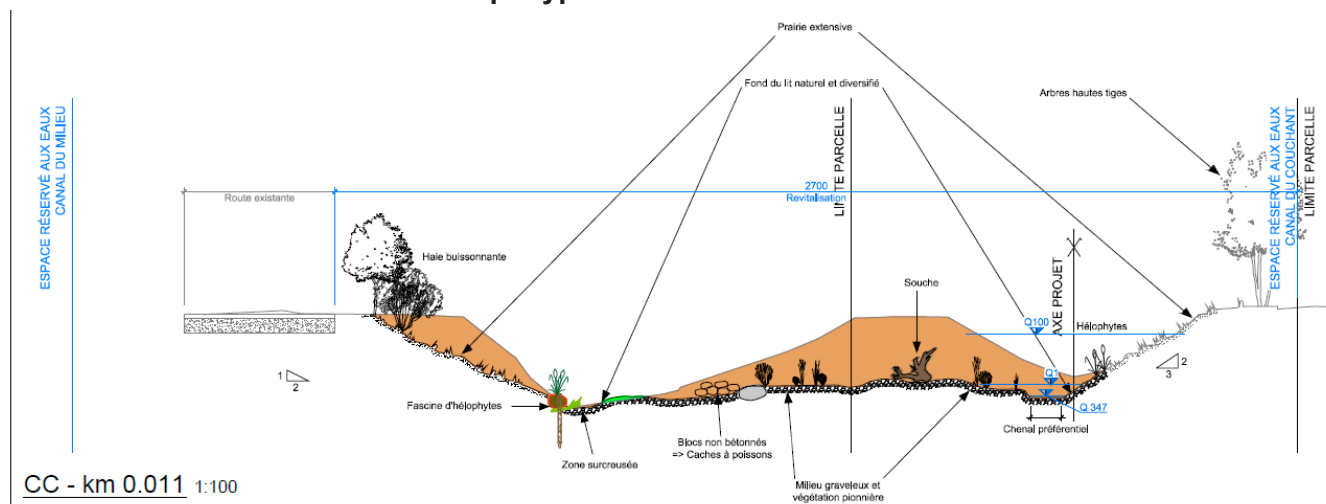 Prairie extensive
Fond du lit naturel et diversifié
Arbres hautes tiges
ESPACE RÉSERVÉ AUX EAUX
CANAL DU MILIEU
LIMITE PARCELLE
ESPACE RÉSERVÉ AUX EAUX
CANAL DU COUCHANT
LIMITE PARCELLE
2700
Route existante
Revitalisation
Haie buissonnante
Souche
AXE PROJET
Q100
Hélophytes
1
2
2
3
Q1
Q 347
Fascine d'hélophytes
Chenal préférentiel
Blocs non bétonnés
=> Caches à poissons
Zone surcreusée
Milieu graveleux et
végétation pionnière
CC - km 0.011 1:100